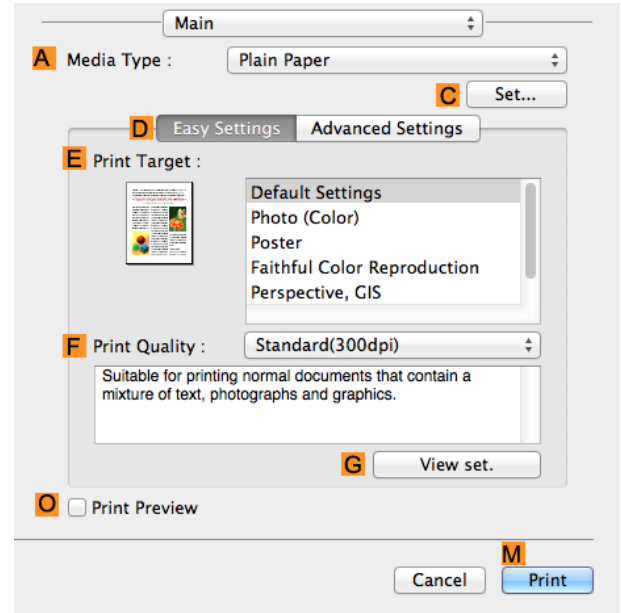 Main
A Media Type : Plain Paper
C Set...
D Easy Settings Advanced Settings
E Print Target :
Default Settings
Photo (Color)
Poster
Faithful Color Reproduction
Perspective, GIS
F Print Quality : Standard(300dpi)
Suitable for printing normal documents that contain a
mixture of text, photographs and graphics.
G View set.
O Print Preview
M
Cancel Print